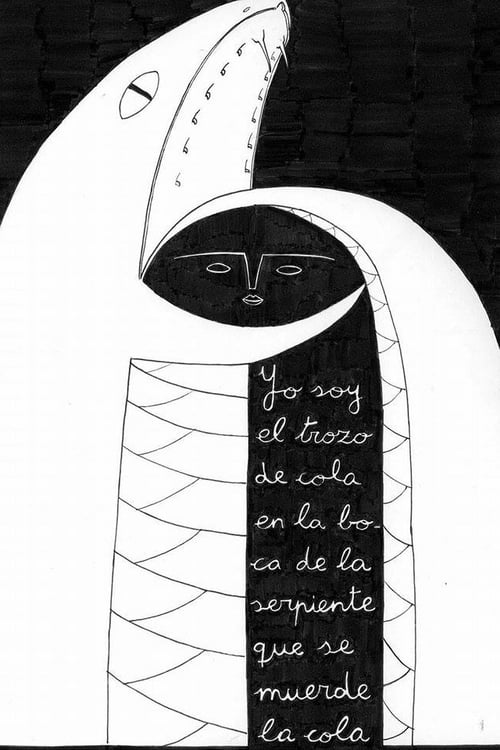 Yo soy
el trozo
de cola
en la bo-
ca de la
serpiente
que se
muerde
la cola